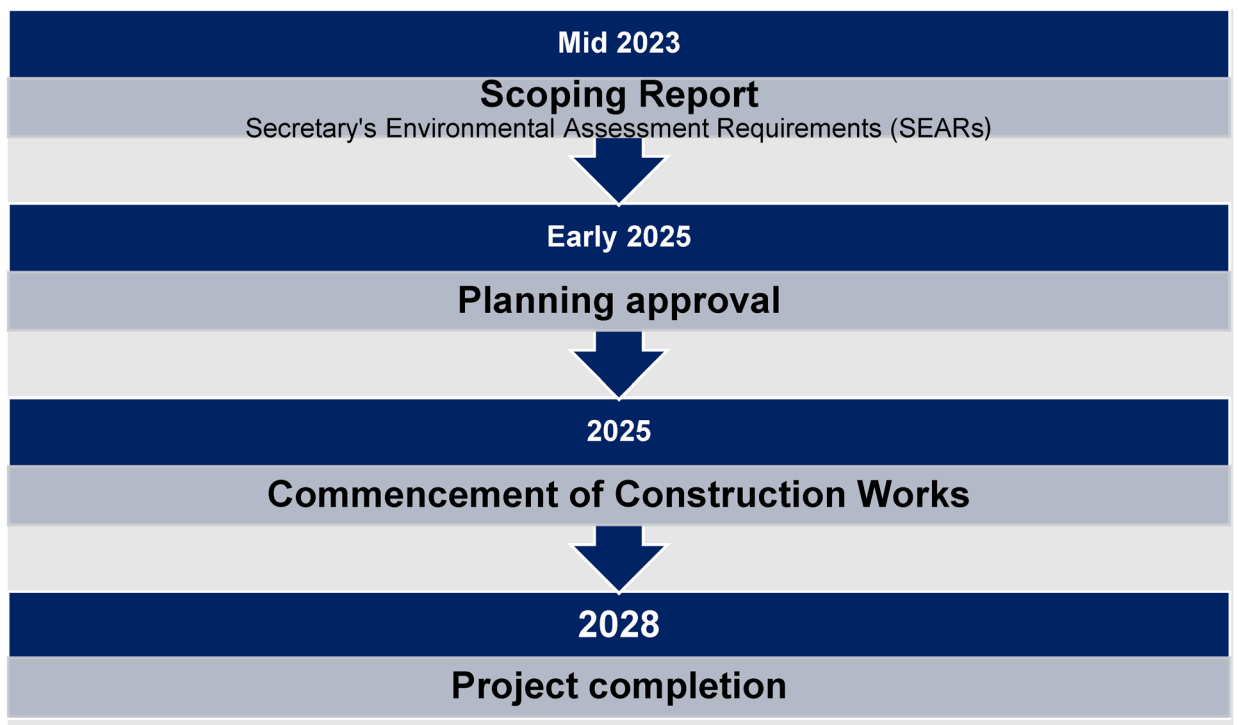 Mid 2023
Scoping Report
Secretary's Environmental Assessment Requirements (SEARs)
Early 2025
Planning approval
2025
Commencement of Construction Works
2028
Project completion